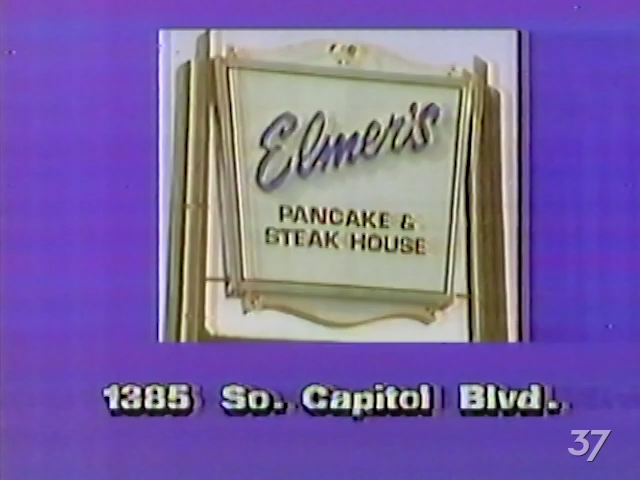 Elmer's
PANCAKE &
STEAK HOUSE
1385 So. Capitol Blvd.
37